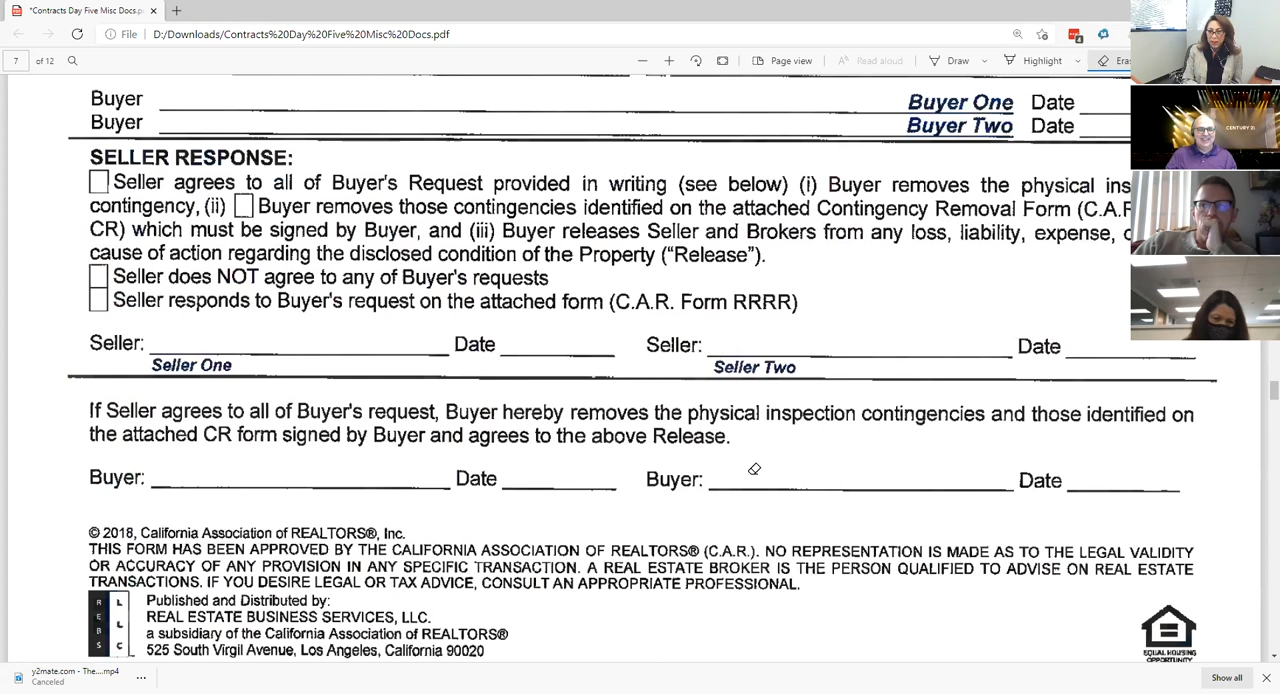 *Contracts Day Five Misc Docs.p
File
D:/Downloads/Contracts%20Day%20Five%20Misc%20Docs.pdf
4
7 of 12
Page view
Read aloud
Draw
Highlight
Buyer
Buyer One Date
Buyer
Buyer Two Date
SELLER RESPONSE:
Seller agrees to all of Buyer's Request provided in writing (see below) (i) Buyer removes the physical ins
contingency, (ii) Buyer removes those contingencies identified on the attached Contingency Removal Form (C.A.
CR) which must be signed by Buyer, and (iii) Buyer releases Seller and Brokers from any loss, liability, expense,
cause of action regarding the disclosed condition of the Property ("Release").
Seller does NOT agree to any of Buyer's requests
Seller responds to Buyer's request on the attached form (C.A.R. Form RRRR)
Seller: Date Seller: Date
Seller One Seller Two
If Seller agrees to all of Buyer's request, Buyer hereby removes the physical inspection contingencies and those identified on
the attached CR form signed by Buyer and agrees to the above Release.
Buyer: Date Buyer: Date
© 2018, California Association of REALTORS®, Inc.
THIS FORM HAS BEEN APPROVED BY THE CALIFORNIA ASSOCIATION OF REALTORS® (C.A.R.). NO REPRESENTATION IS MADE AS TO THE LEGAL VALIDITY
OR ACCURACY OF ANY PROVISION IN ANY SPECIFIC TRANSACTION. A REAL ESTATE BROKER IS THE PERSON QUALIFIED TO ADVISE ON REAL ESTATE
TRANSACTIONS. IF YOU DESIRE LEGAL OR TAX ADVICE, CONSULT AN APPROPRIATE PROFESSIONAL.
R L
E L
B
S C
Published and Distributed by:
REAL ESTATE BUSINESS SERVICES, LLC.
a subsidiary of the California Association of REALTORS®
525 South Virgil Avenue, Los Angeles, California 90020
EQUAL HOUSING
OPPORTUNITY
CENTURY 21
y2mate.com - The....mp4
Canceled
Show all